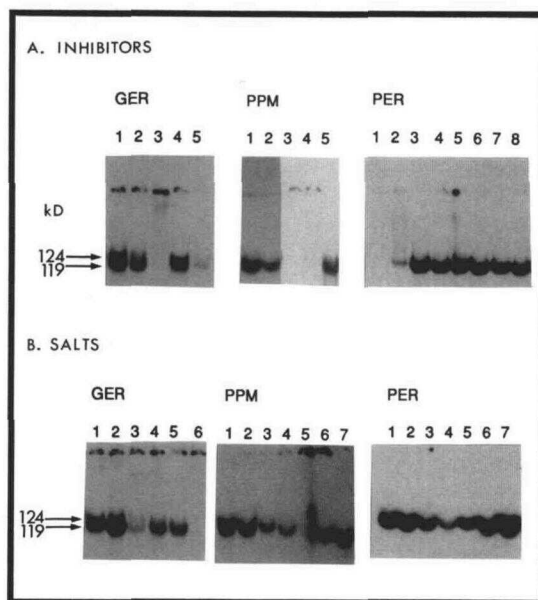 A. INHIBITORS
GER PPM PER
1 2 3 4 5 1 2 3 4 5 1 2 3 4 5 6 7 8
kD
124
119
B. SALTS
GER PPM PER
1 2 3 4 5 6 1 2 3 4 5 6 7 1 2 3 4 5 6 7
124
119